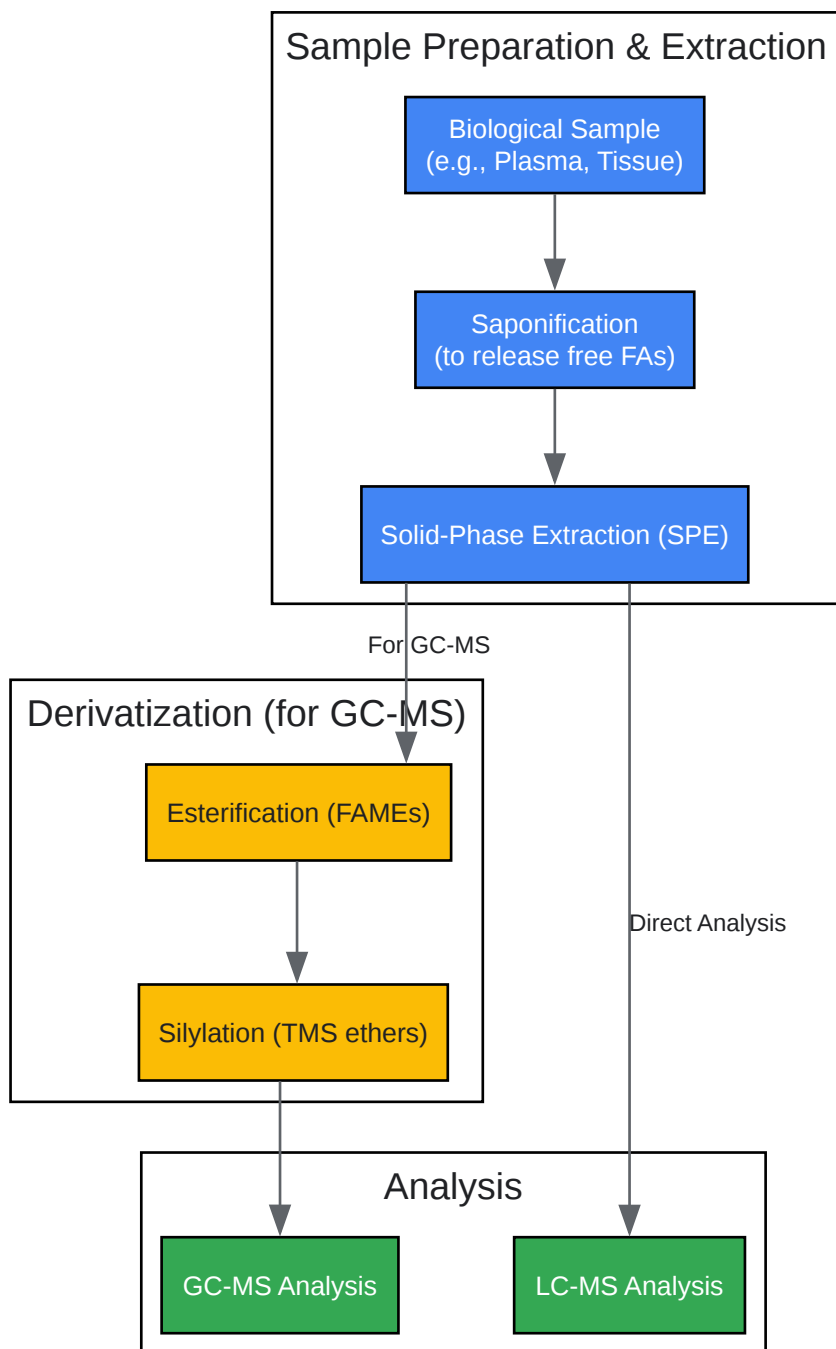 Sample Preparation & Extraction
Biological Sample
(e.g., Plasma, Tissue)
Saponification
(to release free FAs)
Solid-Phase Extraction (SPE)
For GC-MS
Derivatization (for GC-MS)
Esterification (FAMEs)
Direct Analysis
Silylation (TMS ethers)
Analysis
GC-MS Analysis
LC-MS Analysis